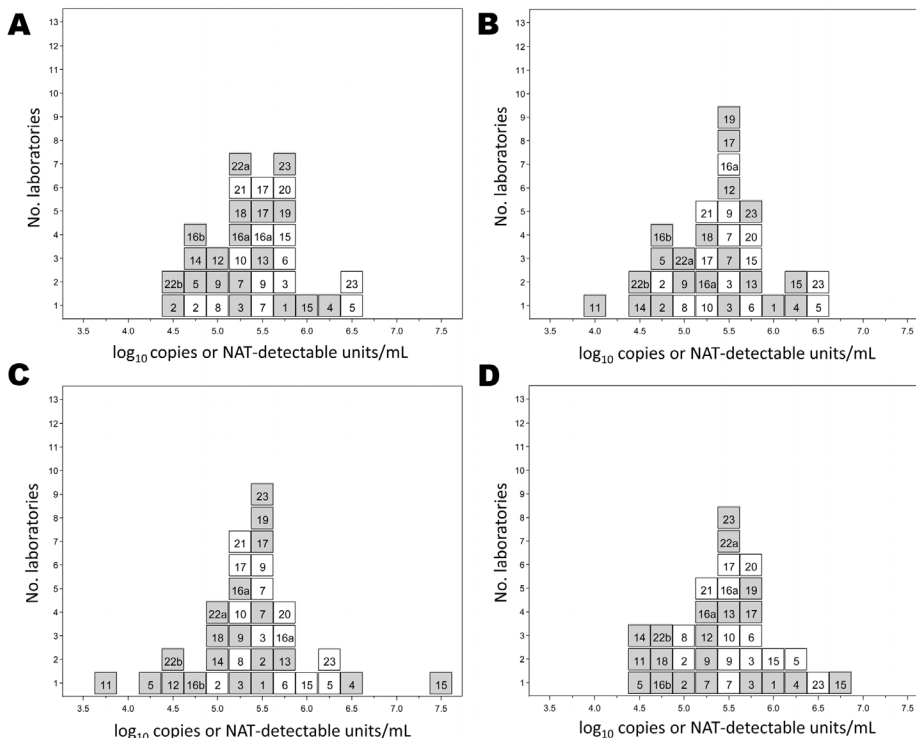 A
No. laboratories
13
12
11
10
9
8
7 22a 23
6 21 17 20
5 18 17 19
4 16b 16a 16a 15
3 14 12 10 13 6
2 22b 5 9 7 9 3 23
1 2 2 8 3 7 1 15 4 5
3.5 4.0 4.5 5.0 5.5 6.0 6.5 7.0 7.5
log10 copies or NAT-detectable units/mL
B
No. laboratories
13
12
11
10
9 19
8 17
7 16a
6 12
5 21 9 23
4 16b 18 7 20
3 5 22a 17 7 15
2 22b 2 9 16a 3 13 15 23
1 11 14 2 8 10 3 6 1 4 5
3.5 4.0 4.5 5.0 5.5 6.0 6.5 7.0 7.5
log10 copies or NAT-detectable units/mL
C
No. laboratories
13
12
11
10
9 23
8 19
7 21 17
6 17 9
5 16a 7
4 22a 10 7 20
3 18 9 3 16a
2 22b 14 8 2 13 23
1 11 5 12 16b 2 3 1 6 15 5 4 15
3.5 4.0 4.5 5.0 5.5 6.0 6.5 7.0 7.5
log10 copies or NAT-detectable units/mL
D
No. laboratories
13
12
11
10
9
8 23
7 22a
6 17 20
5 21 16a 19
4 16a 13 17
3 14 22b 8 12 10 6
2 11 18 2 9 9 3 15 5
1 5 16b 2 7 7 3 1 4 23 15
3.5 4.0 4.5 5.0 5.5 6.0 6.5 7.0 7.5
log10 copies or NAT-detectable units/mL